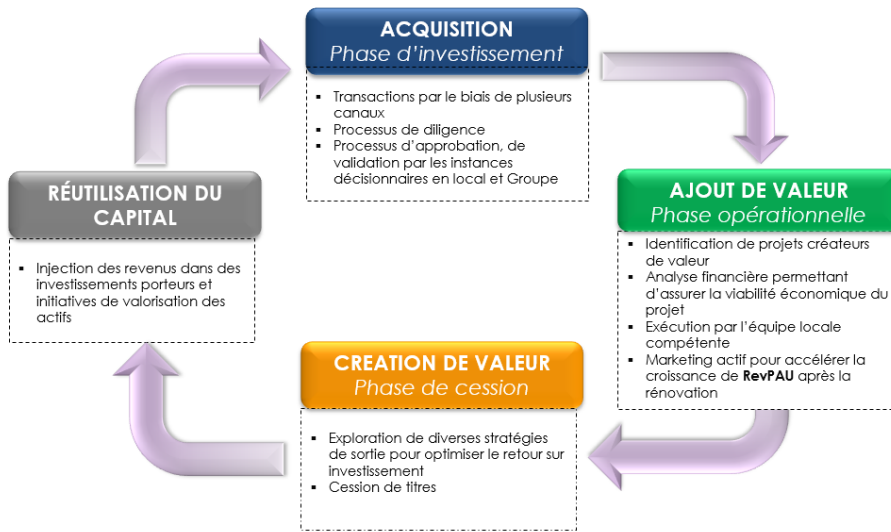 ACQUISITION
Phase d'investissement
▪ Transactions par le biais de plusieurs
canaux
▪ Processus de diligence
▪ Processus d'approbation, de
validation par les instances
décisionnaires en local et Groupe
AJOUT DE VALEUR
Phase opérationnelle
▪ Identification de projets créateurs
de valeur
▪ Analyse financière permettant
d'assurer la viabilité économique du
projet
▪ Exécution par l'équipe locale
compétente
▪ Marketing actif pour accélérer la
croissance de RevPAU après la
rénovation
CREATION DE VALEUR
Phase de cession
▪ Exploration de diverses stratégies
de sortie pour optimiser le retour sur
investissement
▪ Cession de titres
RÉUTILISATION DU
CAPITAL
▪ Injection des revenus dans des
investissements porteurs et
initiatives de valorisation des
actifs